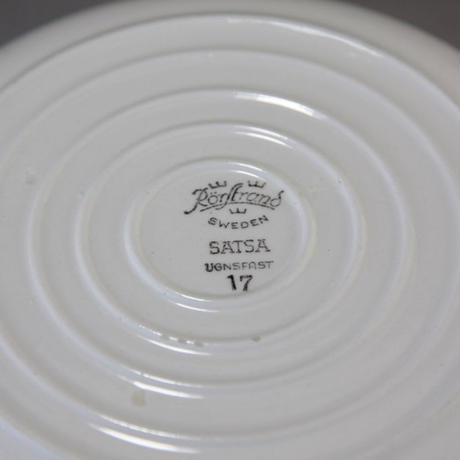 Rörstrand
SWEDEN
SATSA
UGNSFAST
17